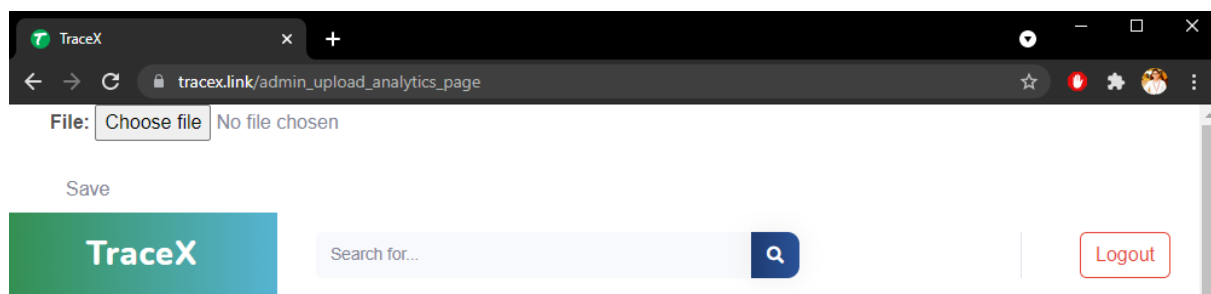 TraceX
tracex.link/admin_upload_analytics_page
File: Choose file No file chosen
Save
TraceX
Search for...
Logout